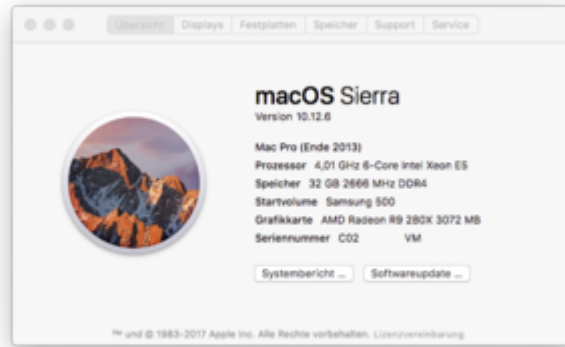 Übersicht Displays Festplatten Speicher Support Service
macOS Sierra
Version 10.12.6
Mac Pro (Ende 2013)
Prozessor 4,01 GHz 6-Core Intel Xeon E5
Speicher 32 GB 2666 MHz DDR4
Startvolume Samsung 500
Grafikkarte AMD Radeon R9 280X 3072 MB
Seriennummer C02 VM
Systembericht ... Softwareupdate ...
™ und © 1983-2017 Apple Inc. Alle Rechte vorbehalten. Lizenzvereinbarung